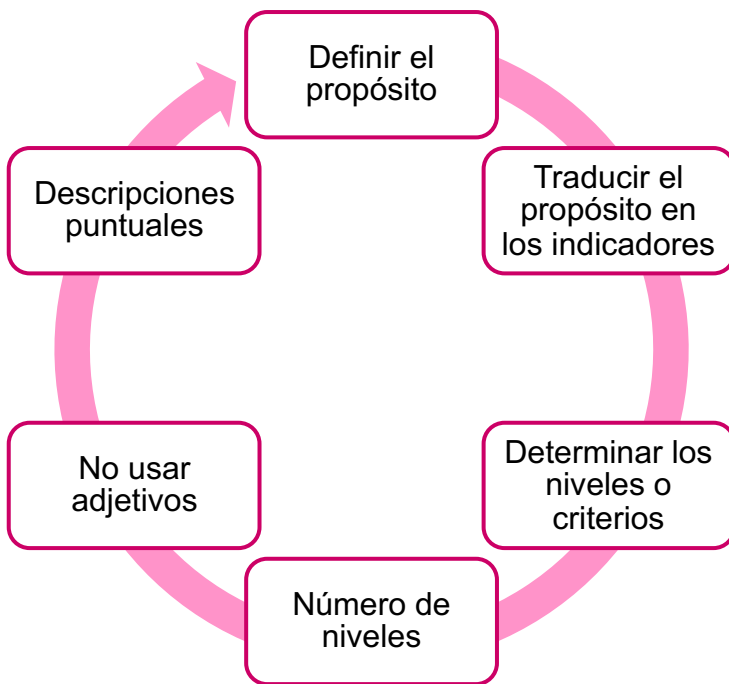 Definir el
propósito
Traducir el
propósito en
los indicadores
Determinar los
niveles o
criterios
Número de
niveles
No usar
adjetivos
Descripciones
puntuales